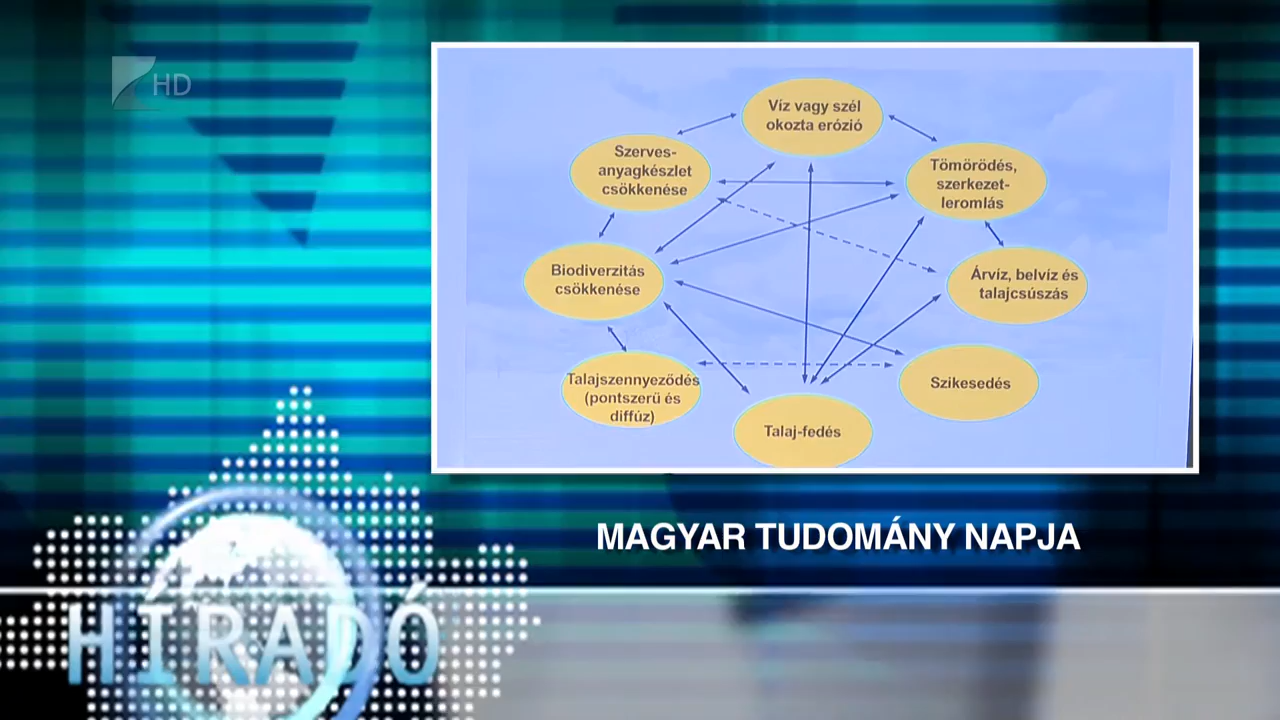 HD
Víz vagy szél
okozta erózió
Szerves-
anyagkészlet
csökkenése
Tömörödés,
szerkezet-
leromlás
Biodiverzitás
csökkenése
Árvíz, belvíz és
talajcsúszás
Talajszennyeződés
(pontszerű és
diffúz)
Szikesedés
Talaj-fedés
MAGYAR TUDOMÁNY NAPJA
HÍRADÓ